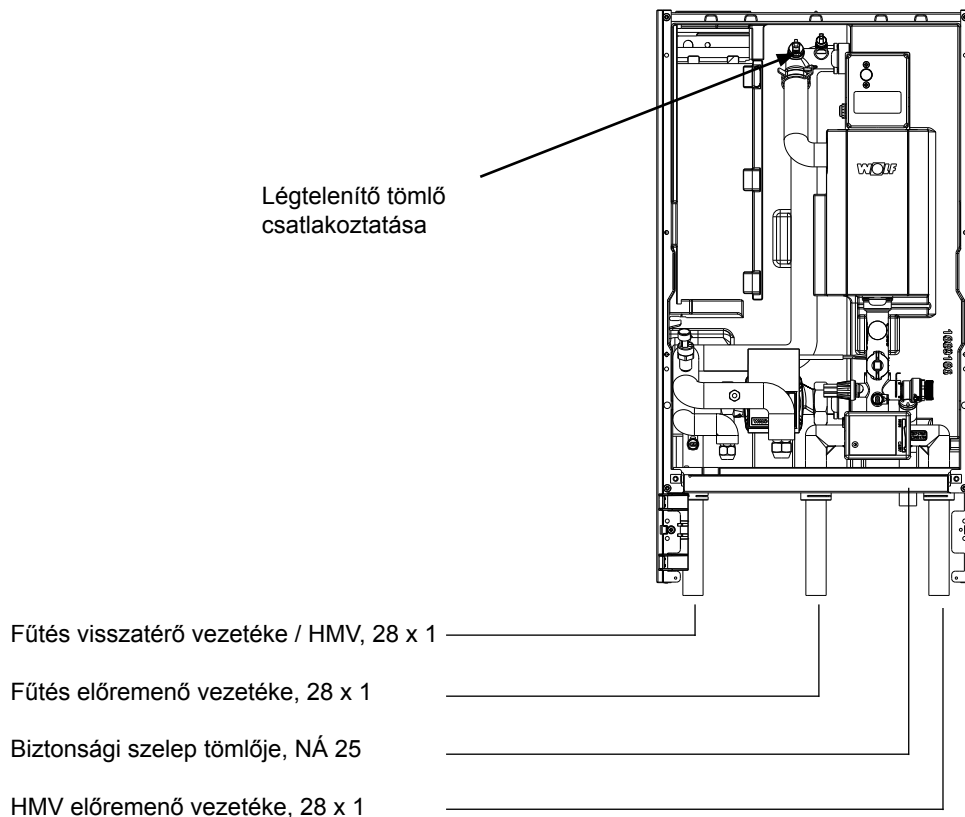 WOLF
Légtelenítő tömlő
csatlakoztatása
Fűtés visszatérő vezetéke / HMV, 28 x 1
Fűtés előremenő vezetéke, 28 x 1
Biztonsági szelep tömlője, NÁ 25
HMV előremenő vezetéke, 28 x 1